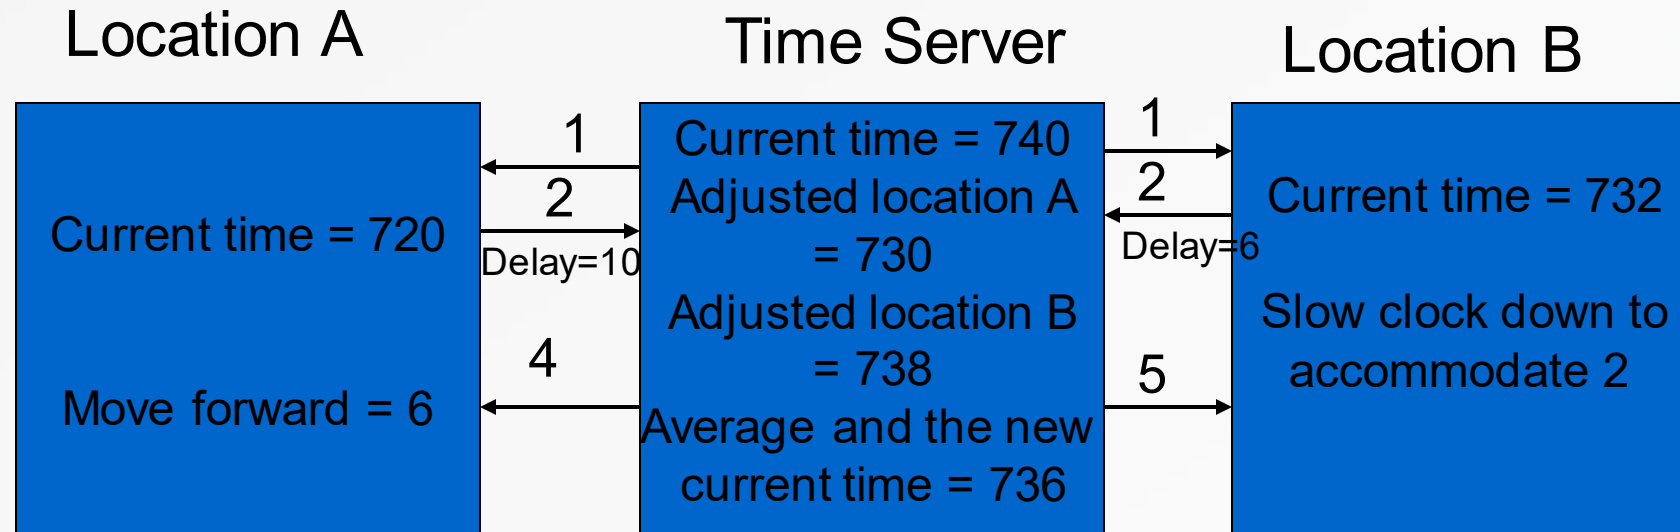 Location A
Time Server
Location B
1
2
Delay=10
4
Current time = 720
Move forward = 6
Current time = 740
Adjusted location A
= 730
Adjusted location B
= 738
Average and the new
current time = 736
1
2
Delay=6
5
Current time = 732
Slow clock down to
accommodate 2